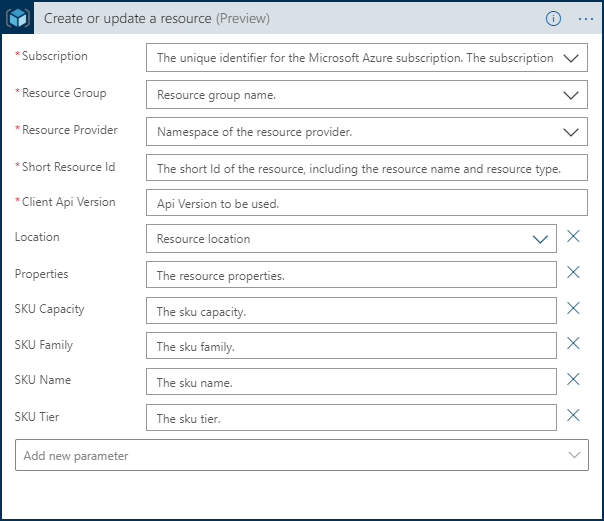 Create or update a resource (Preview)
* Subscription The unique identifier for the Microsoft Azure subscription. The subscription
* Resource Group Resource group name.
* Resource Provider Namespace of the resource provider.
* Short Resource Id The short Id of the resource, including the resource name and resource type.
* Client Api Version Api Version to be used.
Location Resource location
Properties The resource properties.
SKU Capacity The sku capacity.
SKU Family The sku family.
SKU Name The sku name.
SKU Tier The sku tier.
Add new parameter